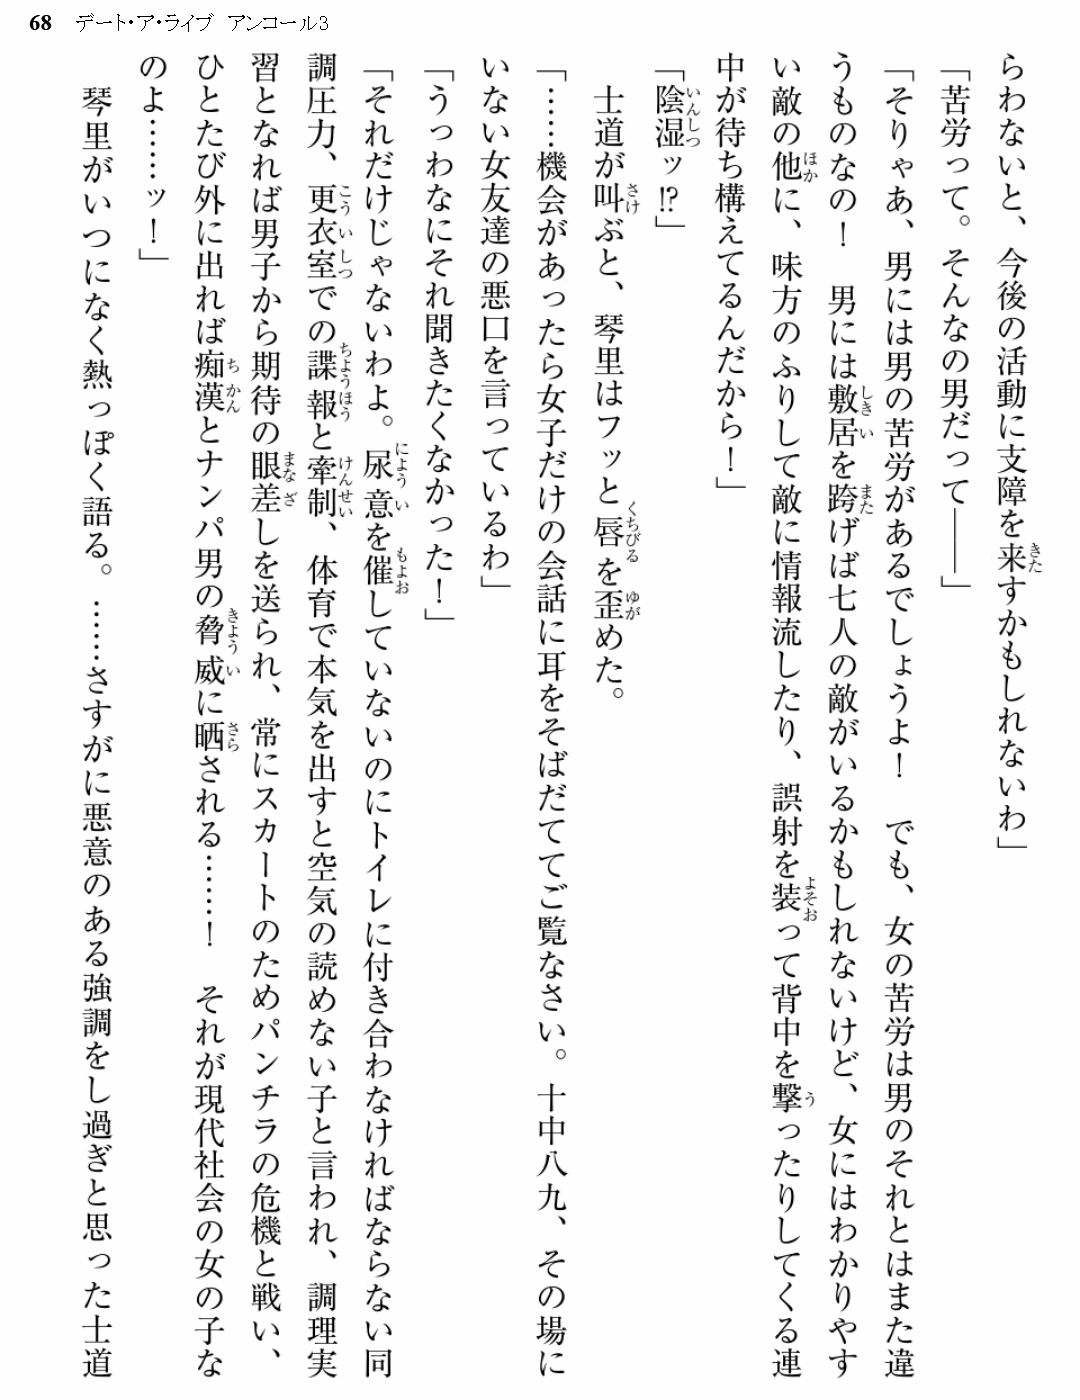 68 デート・ア・ライブ アンコール3
らわないと、今後の活動に支障を来すかもしれないわ」
「苦労って。そんなの男だって――」
「そりゃあ、男には男の苦労があるでしょうよ！　でも、女の苦労は男のそれとはまた違
うものなの！　男には敷居を跨げば七人の敵がいるかもしれないけど、女にはわかりやす
い敵の他に、味方のふりして敵に情報流したり、誤射を装って背中を撃ったりしてくる連
中が待ち構えてるんだから！」
「陰湿ッ!?」
　士道が叫ぶと、琴里はフッと唇を歪めた。
「……機会があったら女子だけの会話に耳をそばだててご覧なさい。十中八九、その場に
いない女友達の悪口を言っているわ」
「うっわなにそれ聞きたくなかった！」
「それだけじゃないわよ。尿意を催していないのにトイレに付き合わなければならない同
調圧力、更衣室での諜報と牽制、体育で本気を出すと空気の読めない子と言われ、調理実
習となれば男子から期待の眼差しを送られ、常にスカートのためパンチラの危機と戦い、
ひとたび外に出れば痴漢とナンパ男の脅威に晒される……！　それが現代社会の女の子な
のよ……ッ！」
　琴里がいつになく熱っぽく語る。……さすがに悪意のある強調をし過ぎと思った士道